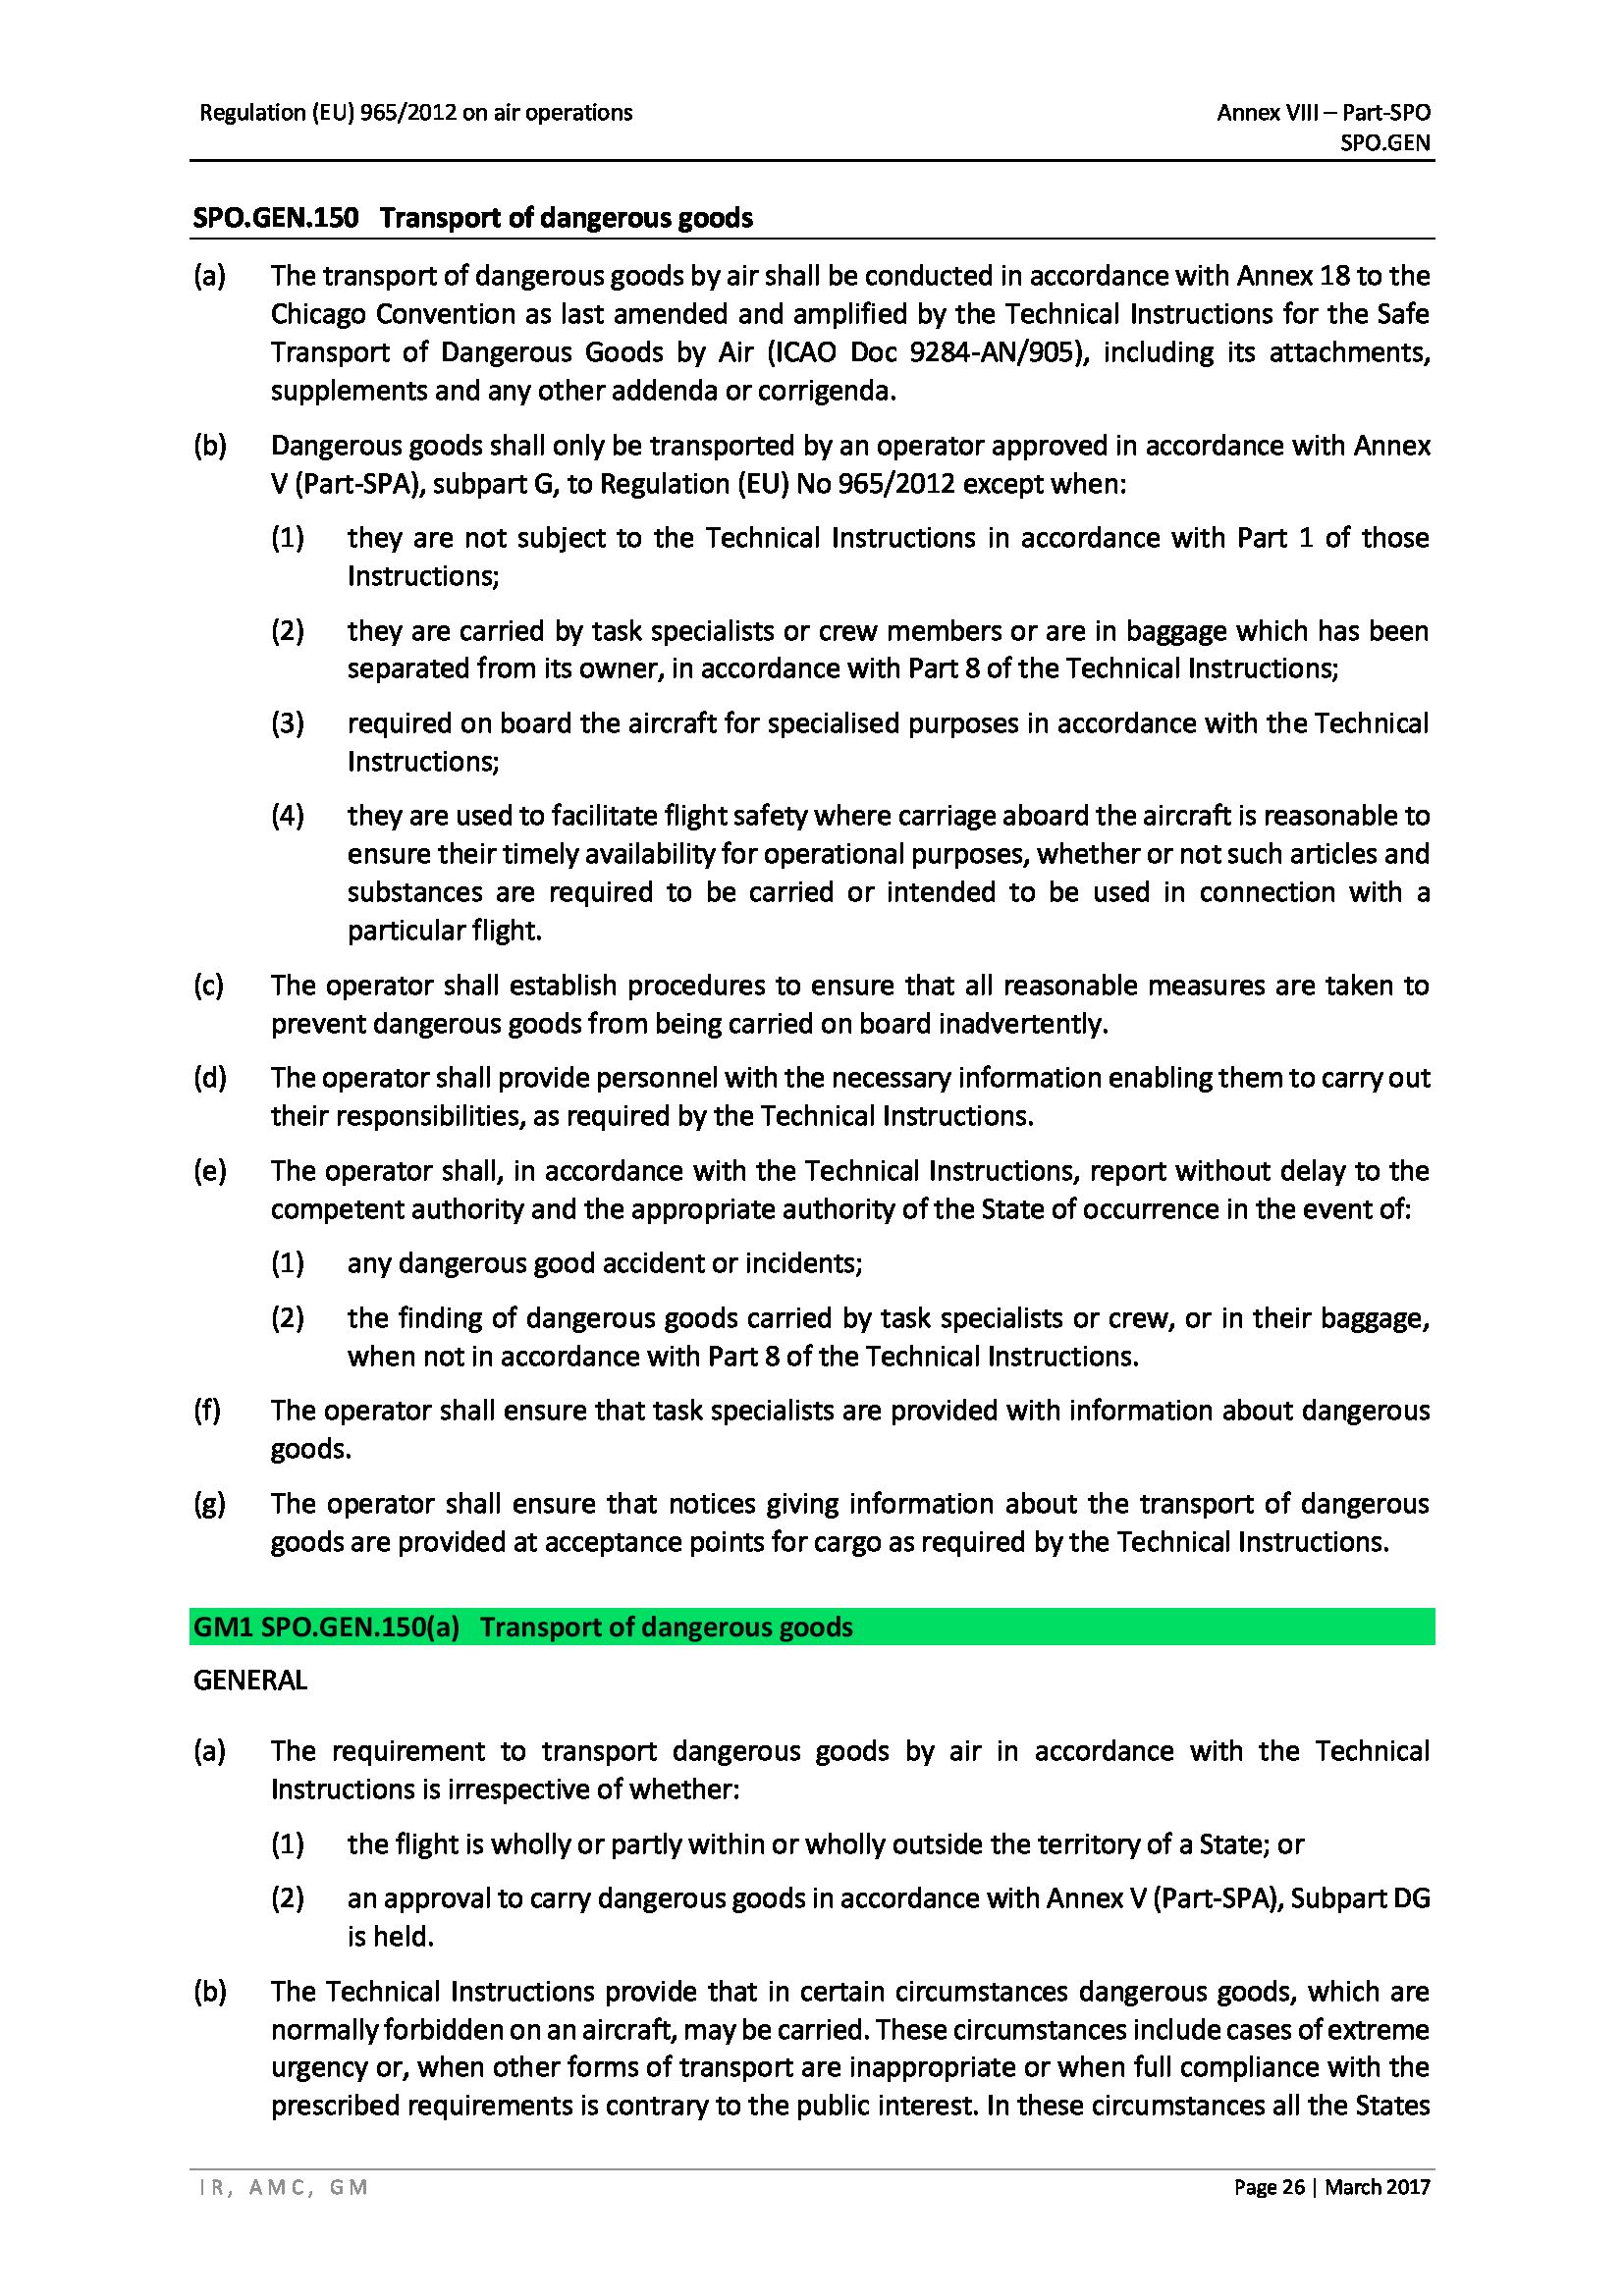 Regulation (EU) 965/2012 on air operations
Annex VIII – Part-SPO
SPO.GEN
SPO.GEN.150 Transport of dangerous goods
(a) The transport of dangerous goods by air shall be conducted in accordance with Annex 18 to the
Chicago Convention as last amended and amplified by the Technical Instructions for the Safe
Transport of Dangerous Goods by Air (ICAO Doc 9284-AN/905), including its attachments,
supplements and any other addenda or corrigenda.
(b) Dangerous goods shall only be transported by an operator approved in accordance with Annex
V (Part-SPA), subpart G, to Regulation (EU) No 965/2012 except when:
(1) they are not subject to the Technical Instructions in accordance with Part 1 of those
Instructions;
(2) they are carried by task specialists or crew members or are in baggage which has been
separated from its owner, in accordance with Part 8 of the Technical Instructions;
(3) required on board the aircraft for specialised purposes in accordance with the Technical
Instructions;
(4) they are used to facilitate flight safety where carriage aboard the aircraft is reasonable to
ensure their timely availability for operational purposes, whether or not such articles and
substances are required to be carried or intended to be used in connection with a
particular flight.
(c) The operator shall establish procedures to ensure that all reasonable measures are taken to
prevent dangerous goods from being carried on board inadvertently.
(d) The operator shall provide personnel with the necessary information enabling them to carry out
their responsibilities, as required by the Technical Instructions.
(e) The operator shall, in accordance with the Technical Instructions, report without delay to the
competent authority and the appropriate authority of the State of occurrence in the event of:
(1) any dangerous good accident or incidents;
(2) the finding of dangerous goods carried by task specialists or crew, or in their baggage,
when not in accordance with Part 8 of the Technical Instructions.
(f) The operator shall ensure that task specialists are provided with information about dangerous
goods.
(g) The operator shall ensure that notices giving information about the transport of dangerous
goods are provided at acceptance points for cargo as required by the Technical Instructions.
GM1 SPO.GEN.150(a) Transport of dangerous goods
GENERAL
(a) The requirement to transport dangerous goods by air in accordance with the Technical
Instructions is irrespective of whether:
(1) the flight is wholly or partly within or wholly outside the territory of a State; or
(2) an approval to carry dangerous goods in accordance with Annex V (Part-SPA), Subpart DG
is held.
(b) The Technical Instructions provide that in certain circumstances dangerous goods, which are
normally forbidden on an aircraft, may be carried. These circumstances include cases of extreme
urgency or, when other forms of transport are inappropriate or when full compliance with the
prescribed requirements is contrary to the public interest. In these circumstances all the States
IR, AMC, GM
Page 26 | March 2017